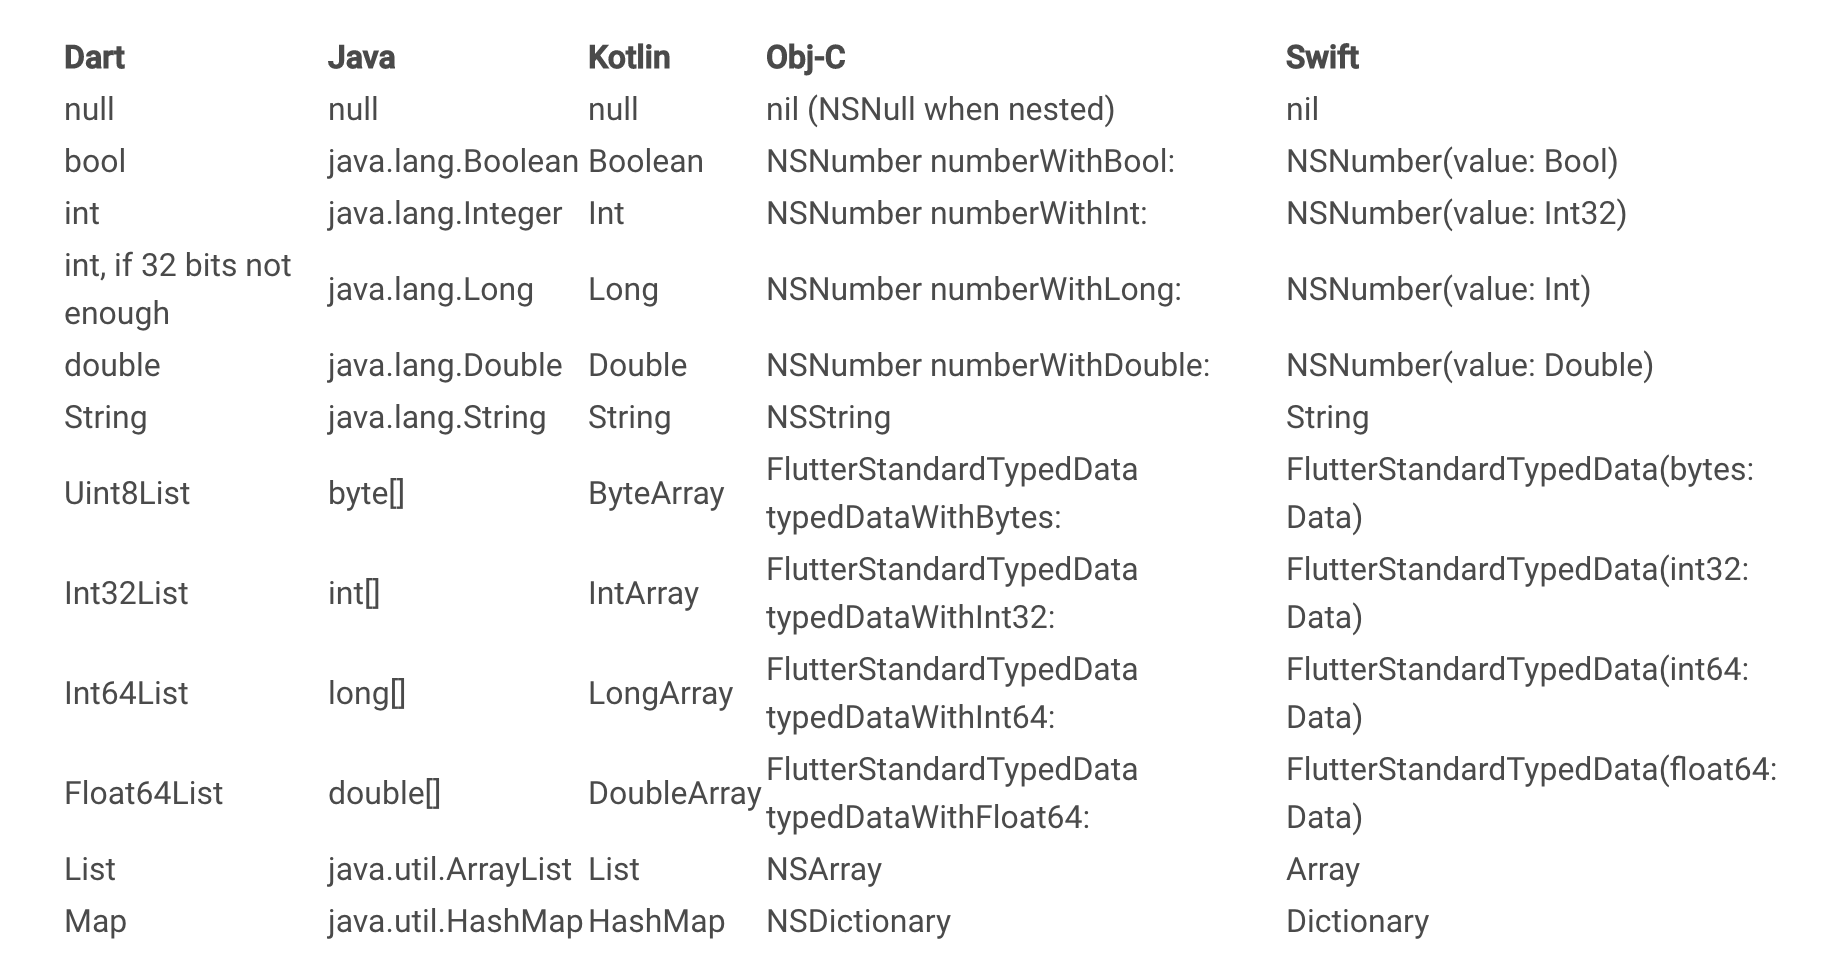 Dart Java Kotlin Obj-C Swift
null null null nil (NSNull when nested) nil
bool java.lang.Boolean Boolean NSNumber numberWithBool: NSNumber(value: Bool)
int java.lang.Integer Int NSNumber numberWithInt: NSNumber(value: Int32)
int, if 32 bits not
enough java.lang.Long Long NSNumber numberWithLong: NSNumber(value: Int)
double java.lang.Double Double NSNumber numberWithDouble: NSNumber(value: Double)
String java.lang.String String NSString String
Uint8List byte[] ByteArray FlutterStandardTypedData FlutterStandardTypedData(bytes:
typedDataWithBytes: Data)
Int32List int[] IntArray FlutterStandardTypedData FlutterStandardTypedData(int32:
typedDataWithInt32: Data)
Int64List long[] LongArray FlutterStandardTypedData FlutterStandardTypedData(int64:
typedDataWithInt64: Data)
Float64List double[] DoubleArray FlutterStandardTypedData FlutterStandardTypedData(float64:
typedDataWithFloat64: Data)
List java.util.ArrayList List NSArray Array
Map java.util.HashMap HashMap NSDictionary Dictionary